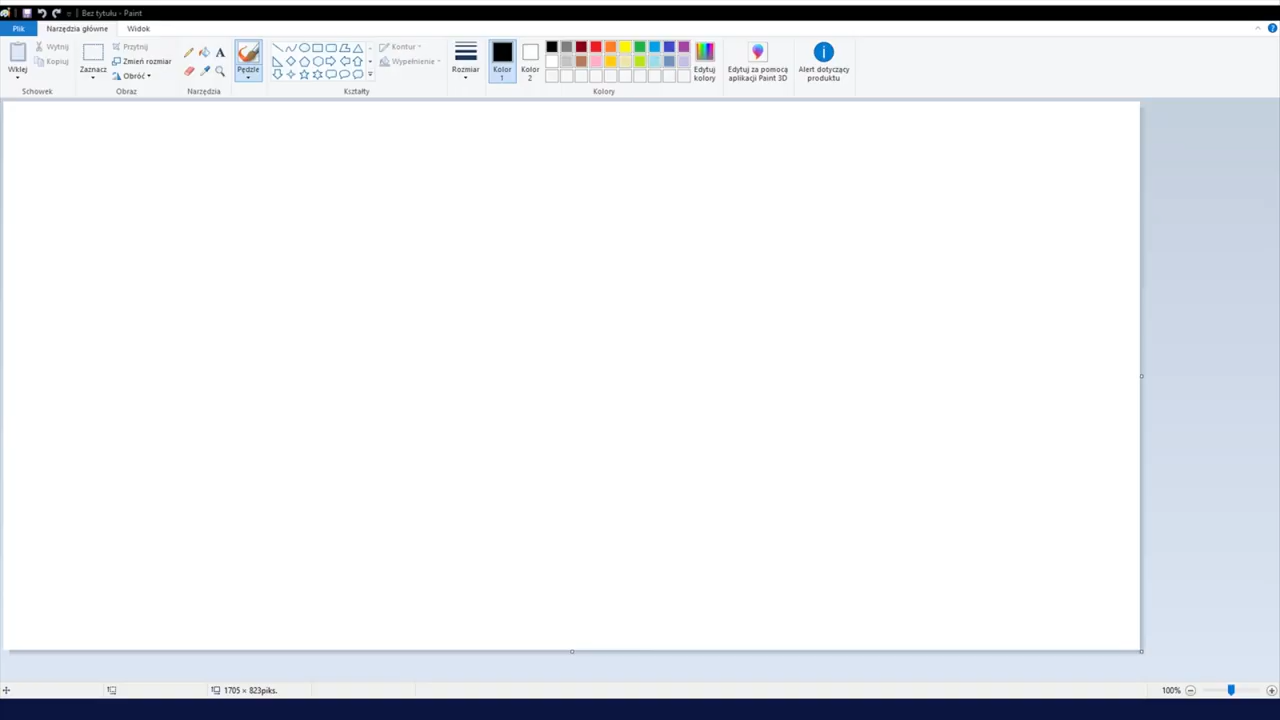 Bez tytułu - Paint
Plik Narzędzia główne Widok
Wklej
Wytnij
Kopiuj
Schowek
Zaznacz
Przytnij
Zmień rozmiar
Obróć
Obraz
A
Narzędzia
Pędzle
Kształty
Kontur
Wypełnienie
Rozmiar
Kolor
1
Kolor
2
Kolory
Edytuj
kolory
Edytuj za pomocą
aplikacji Paint 3D
Alert dotyczący
produktu
1705 × 823piks.
100%